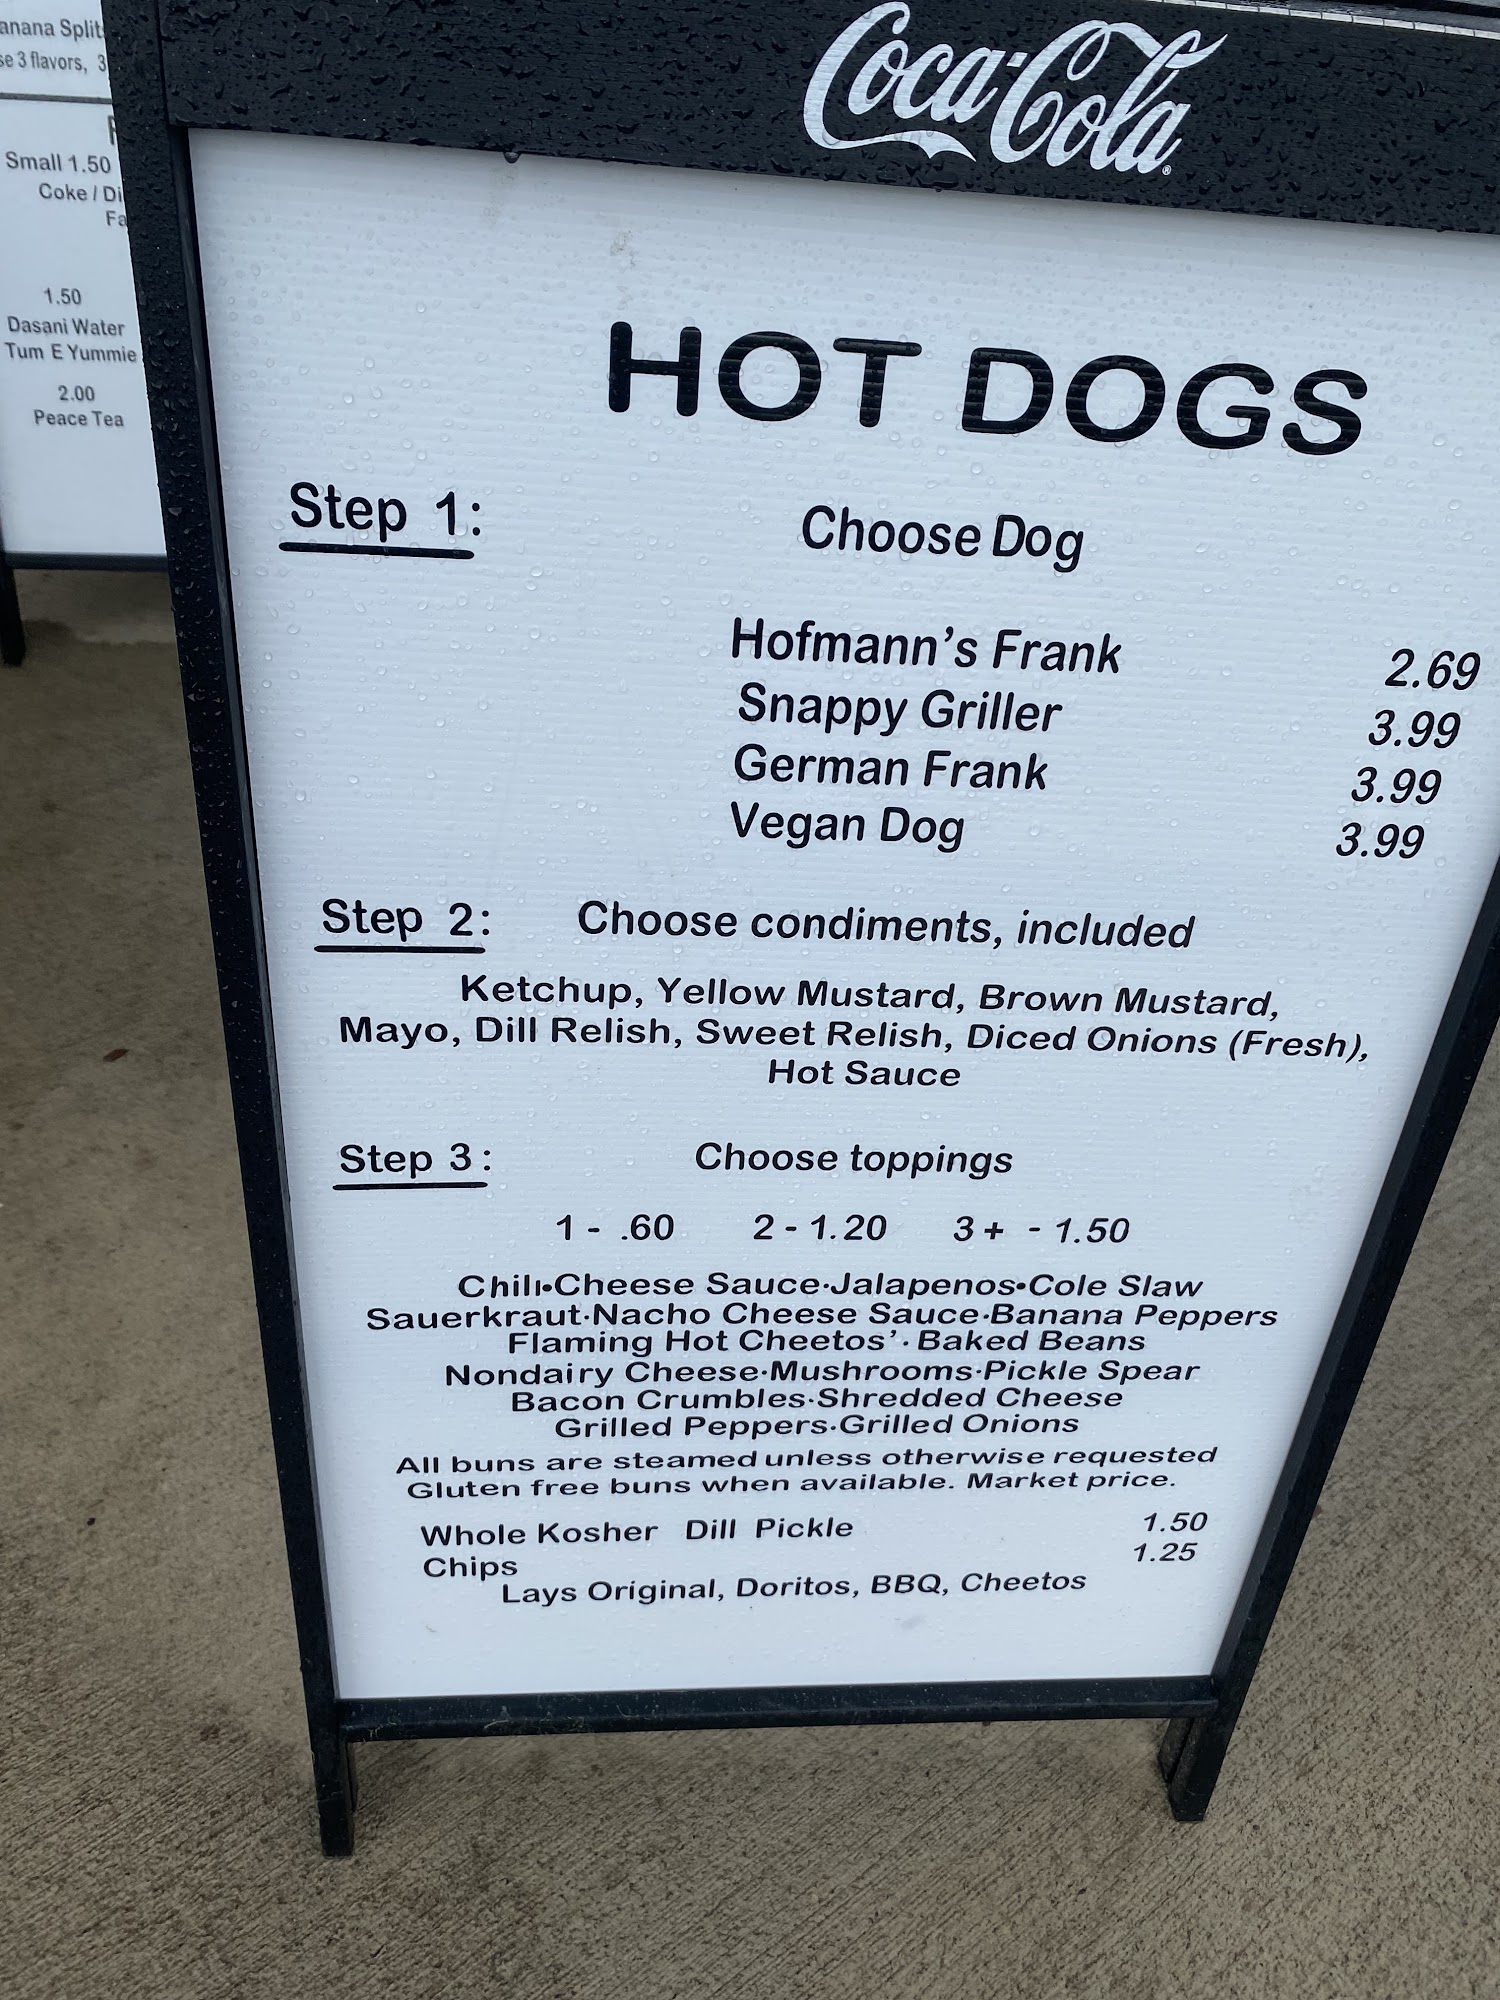 anana Split
se 3 flavors, 3
Small 1.50
Coke / Di
Fa
1.50
Dasani Water
Tum E Yummie
2.00
Peace Tea
Coca-Cola®
HOT DOGS
Step 1: Choose Dog
Hofmann's Frank 2.69
Snappy Griller 3.99
German Frank 3.99
Vegan Dog 3.99
Step 2: Choose condiments, included
Ketchup, Yellow Mustard, Brown Mustard,
Mayo, Dill Relish, Sweet Relish, Diced Onions (Fresh),
Hot Sauce
Step 3: Choose toppings
1 - .60 2 - 1.20 3 + - 1.50
Chili•Cheese Sauce·Jalapenos•Cole Slaw
Sauerkraut·Nacho Cheese Sauce·Banana Peppers
Flaming Hot Cheetos’·Baked Beans
Nondairy Cheese·Mushrooms·Pickle Spear
Bacon Crumbles·Shredded Cheese
Grilled Peppers·Grilled Onions
All buns are steamed unless otherwise requested
Gluten free buns when available. Market price.
Whole Kosher Dill Pickle 1.50
Chips 1.25
Lays Original, Doritos, BBQ, Cheetos